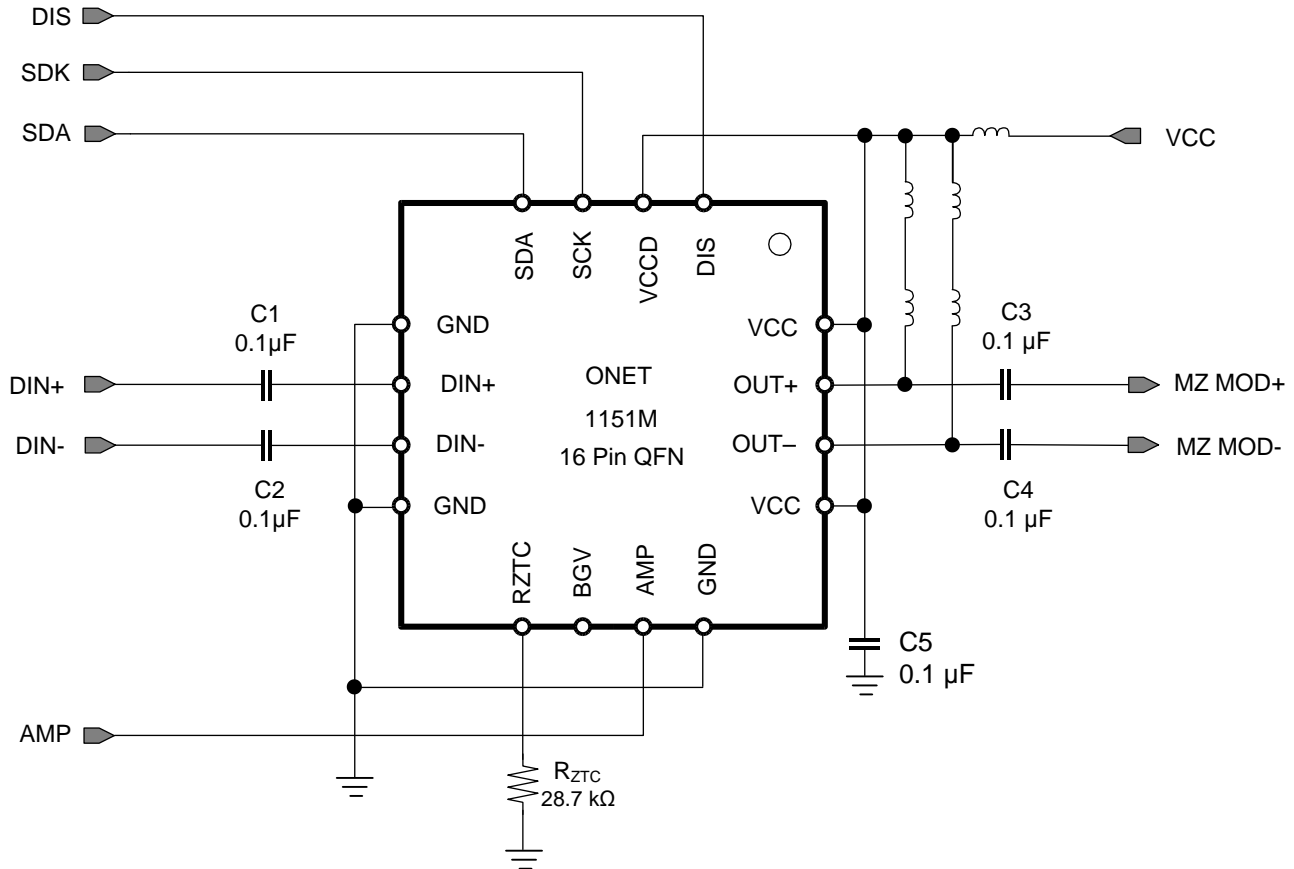 DIS
SDK
SDA
VCC
SDA
SCK
VCCD
DIS
C1
0.1µF
GND
VCC
C3
0.1 µF
DIN+
DIN+
ONET
OUT+
MZ MOD+
1151M
DIN-
DIN-
16 Pin QFN
OUT–
MZ MOD-
C2
0.1µF
GND
VCC
C4
0.1 µF
RZTC
BGV
AMP
GND
C5
0.1 µF
AMP
RZTC
28.7 kΩ